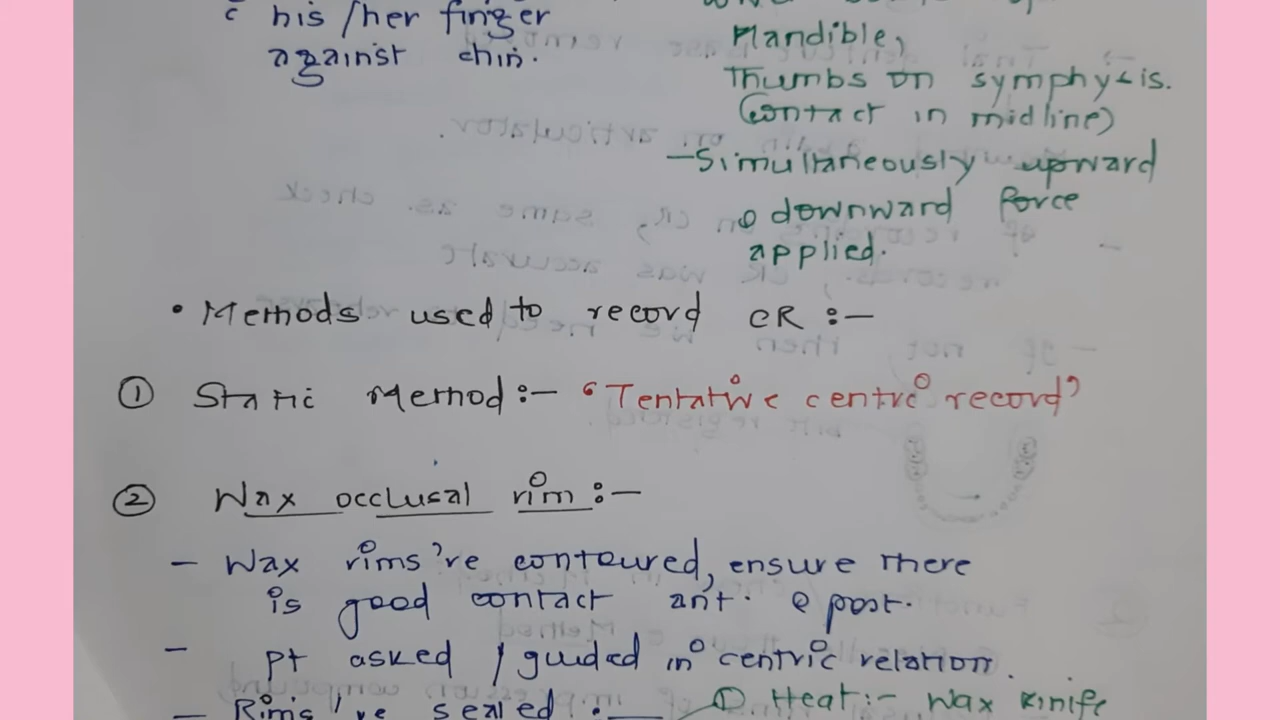 c his/her finger
against chin.
Mandible,
Thumbs on symphysis.
(contact in midline)
- Simultaneously upward
& downward force
applied.
• Methods used to record CR :-
① Static Method :- 'Tentative centric record'
② Wax occlusal rim :-
- Wax rims're contoured, ensure there
is good contact ant. & post.
- Pt asked / guided in centric relation.
- Rims're sealed :- ① Heat :- Wax knife